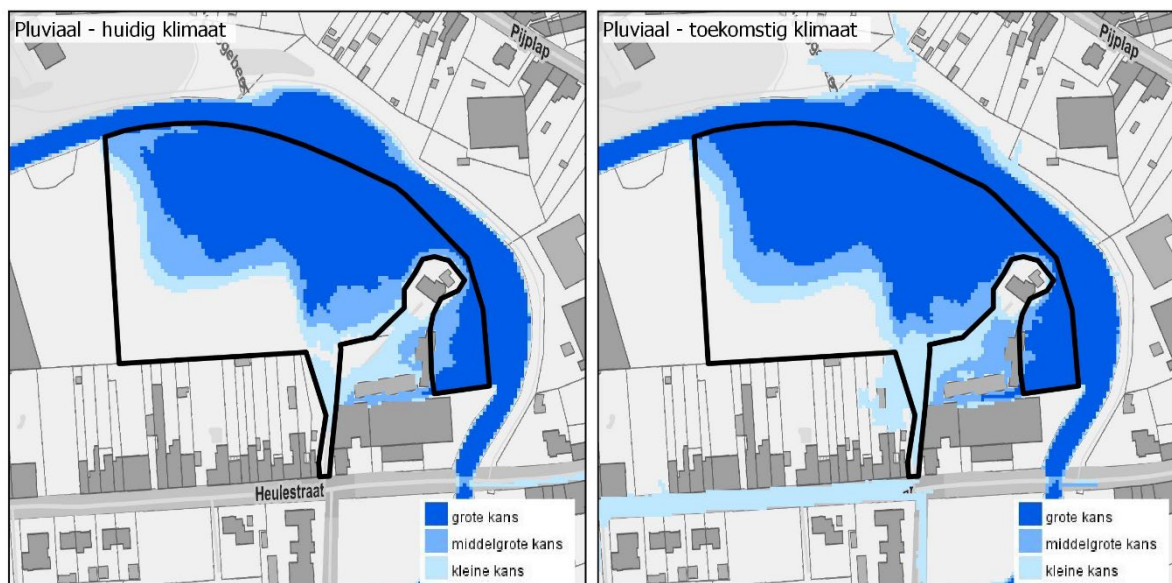 Pluviaal - huidig klimaat
Pijplap
Heulestraat
grote kans
middelgrote kans
kleine kans
Pluviaal - toekomstig klimaat
Pijplap
grote kans
middelgrote kans
kleine kans